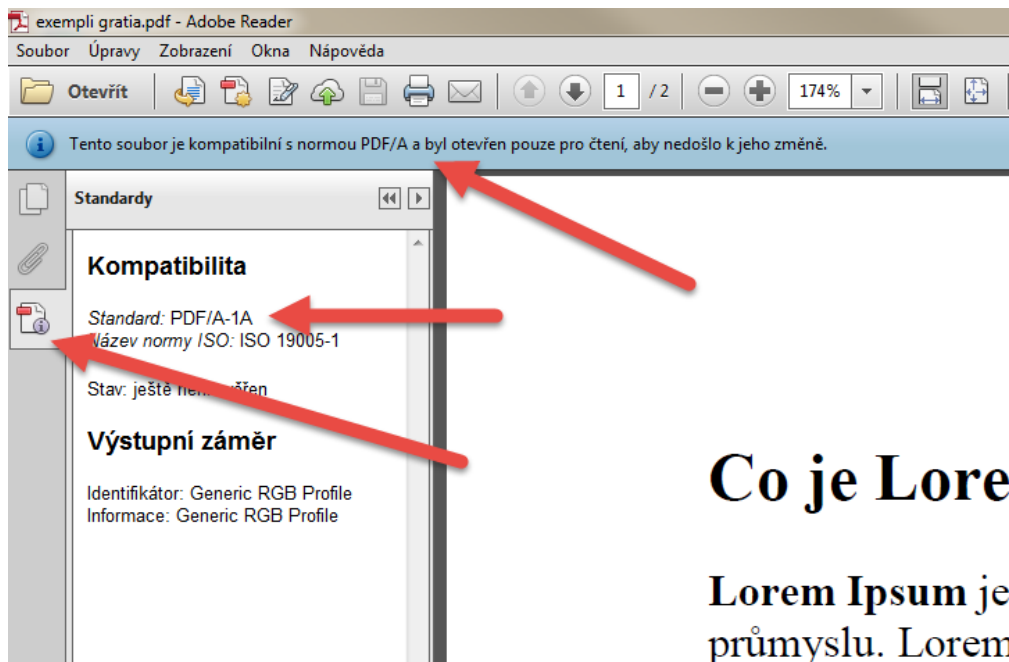 exempli gratia.pdf - Adobe Reader
Soubor Úpravy Zobrazení Okna Nápověda
Otevřít 1 / 2 174%
Tento soubor je kompatibilní s normou PDF/A a byl otevřen pouze pro čtení, aby nedošlo k jeho změně.
Standardy
Kompatibilita
Standard: PDF/A-1A
Název normy ISO: ISO 19005-1
Stav: ještě
Výstupní záměr
Identifikátor: Generic RGB Profile
Informace: Generic RGB Profile
Co je Lore
Lorem Ipsum je
průmyslu. Lorem